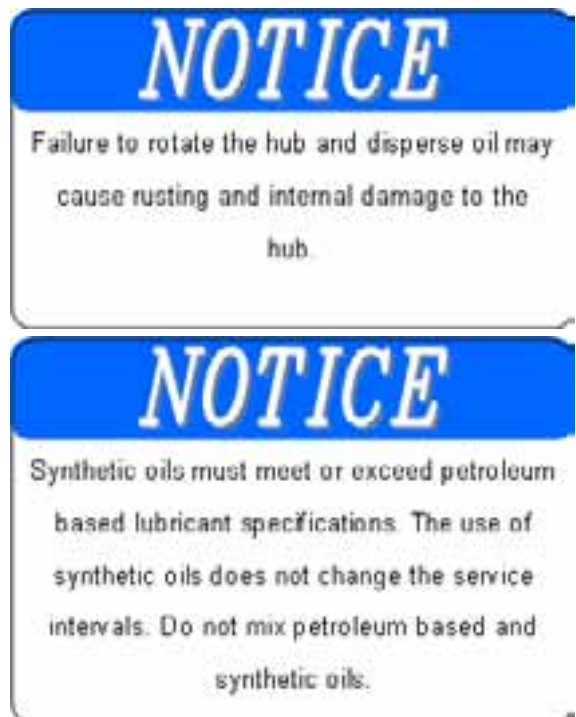 NOTICE
Failure to rotate the hub and disperse oil may
cause rusting and internal damage to the
hub.
NOTICE
Synthetic oils must meet or exceed petroleum
based lubricant specifications. The use of
synthetic oils does not change the service
intervals. Do not mix petroleum based and
synthetic oils.